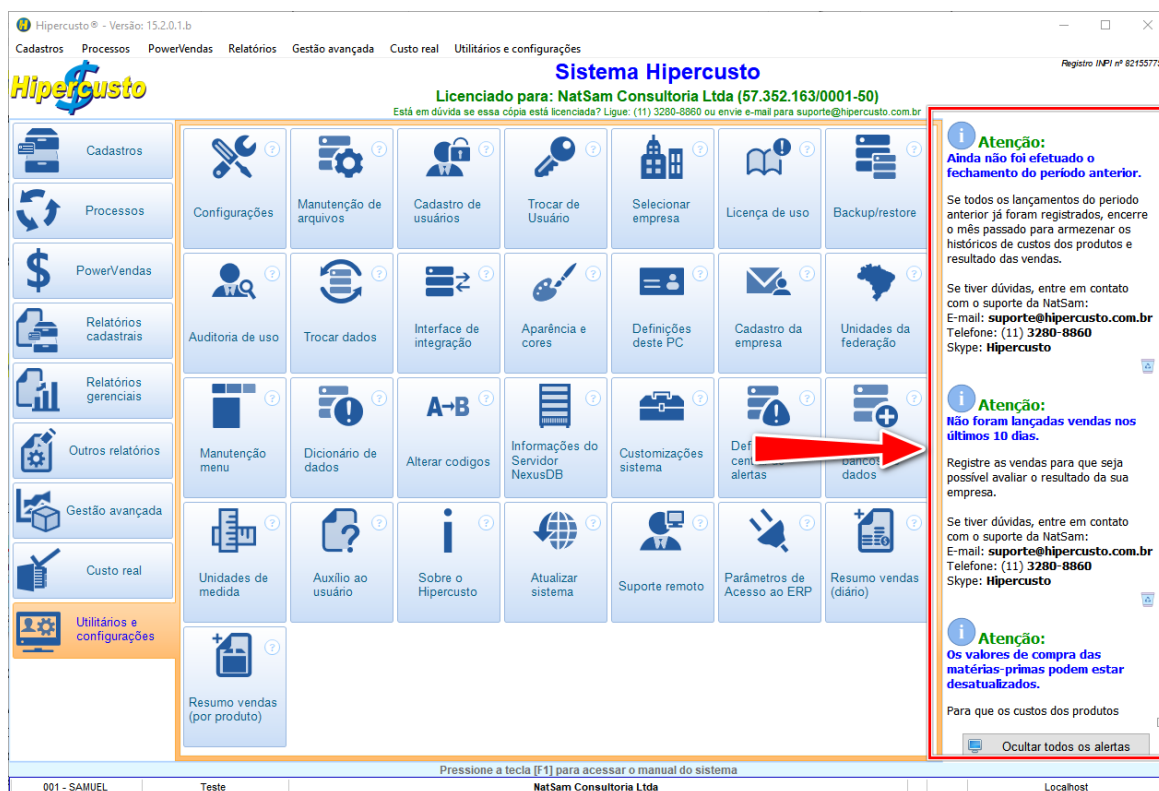 Hipercusto® - Versão: 15.2.0.1.b
Cadastros Processos PowerVendas Relatórios Gestão avançada Custo real Utilitários e configurações
Hipercusto
Sistema Hipercusto
Registro INPI nº 8215577
Licenciado para: NatSam Consultoria Ltda (57.352.163/0001-50)
Está em dúvida se essa cópia está licenciada? Ligue: (11) 3280-8860 ou envie e-mail para suporte@hipercusto.com.br
Cadastros
Processos
PowerVendas
Relatórios
cadastrais
Relatórios
gerenciais
Outros relatórios
Gestão avançada
Custo real
Utilitários e
configurações
Configurações
Manutenção de
arquivos
Cadastro de
usuários
Trocar de
Usuário
Selecionar
empresa
Licença de uso
Backup/restore
Auditoria de uso
Trocar dados
Interface de
integração
Aparência e
cores
Definições
deste PC
Cadastro da
empresa
Unidades da
federação
Manutenção
menu
Dicionário de
dados
A→B
Alterar codigos
Informações do
Servidor
NexusDB
Customizações
sistema
alertas
dados
Unidades de
medida
Auxílio ao
usuário
Sobre o
Hipercusto
Atualizar
sistema
Suporte remoto
Parâmetros de
Acesso ao ERP
Resumo vendas
(diário)
Resumo vendas
(por produto)
Atenção:
Ainda não foi efetuado o
fechamento do período anterior.
Se todos os lançamentos do periodo
anterior já foram registrados, encerre
o mês passado para armezenar os
históricos de custos dos produtos e
resultado das vendas.
Se tiver dúvidas, entre em contato
com o suporte da NatSam:
E-mail: suporte@hipercusto.com.br
Telefone: (11) 3280-8860
Skype: Hipercusto
Atenção:
Não foram lançadas vendas nos
últimos 10 dias.
Registre as vendas para que seja
possível avaliar o resultado da sua
empresa.
Se tiver dúvidas, entre em contato
com o suporte da NatSam:
E-mail: suporte@hipercusto.com.br
Telefone: (11) 3280-8860
Skype: Hipercusto
Atenção:
Os valores de compra das
matérias-primas podem estar
desatualizados.
Para que os custos dos produtos
Ocultar todos os alertas
Pressione a tecla [F1] para acessar o manual do sistema
001 - SAMUEL Teste NatSam Consultoria Ltda Localhost